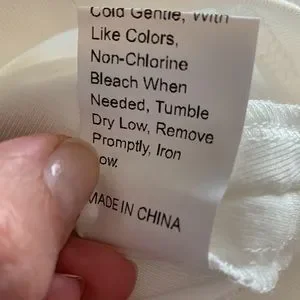 Cold Gentle, With
Like Colors,
Non-Chlorine
Bleach When
Needed, Tumble
Dry Low, Remove
Promptly, Iron
ow.
MADE IN CHINA